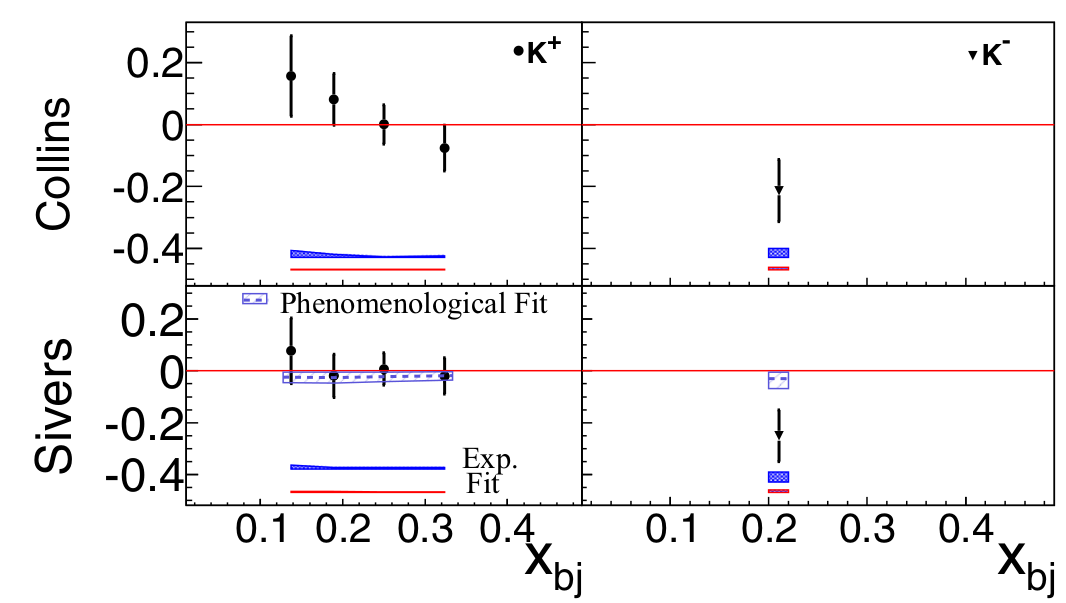 Collins
0.2
0
-0.2
-0.4
K+
K-
Sivers
0.2
0
-0.2
-0.4
Phenomenological Fit
Exp.
Fit
0.1 0.2 0.3 0.4
xbj
0.1 0.2 0.3 0.4
xbj